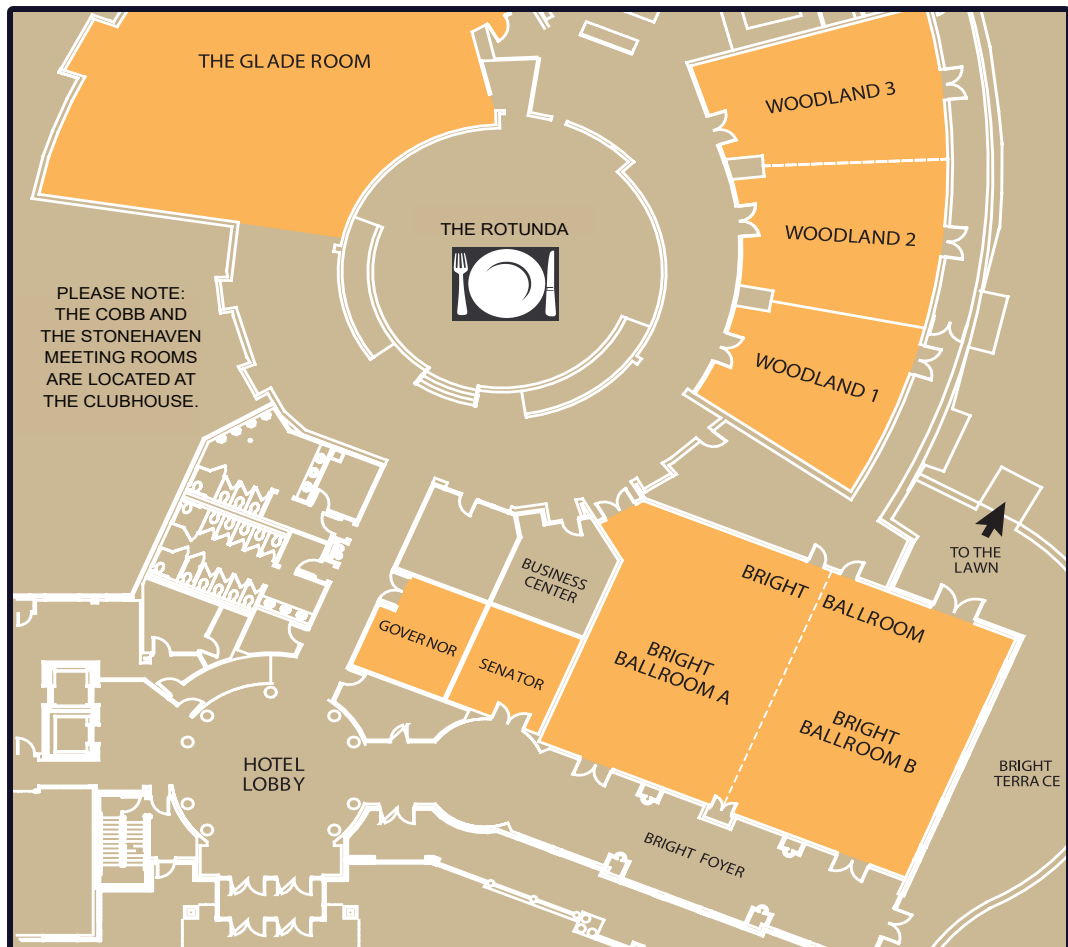 THE GLADE ROOM
WOODLAND 3
THE ROTUNDA
WOODLAND 2
PLEASE NOTE:
THE COBB AND
THE STONEHAVEN
MEETING ROOMS
ARE LOCATED AT
THE CLUBHOUSE.
WOODLAND 1
TO THE
LAWN
BUSINESS
CENTER
BRIGHT BALLROOM
GOVERNOR
SENATOR
BRIGHT
BALLROOM A
BRIGHT
BALLROOM B
HOTEL
LOBBY
BRIGHT
TERRACE
BRIGHT FOYER